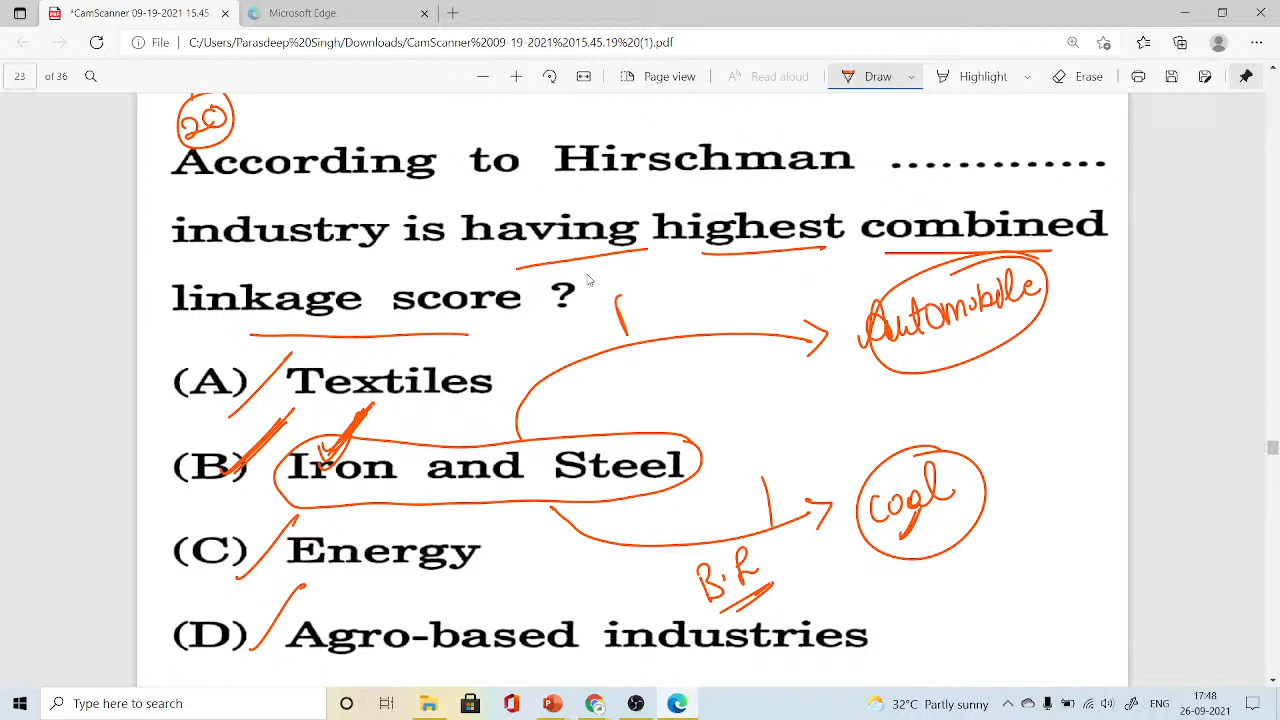 *CamScanner 09-19-2021 15.45
Microsoft Edge
File C:/Users/Parasdeep%20Singh/Downloads/CamScanner%2009-19-2021%2015.45.19%20(1).pdf
23 of 36 Page view Read aloud Draw Highlight Erase
20
According to Hirschman .............
industry is having highest combined
linkage score ?
Automobile
(A) Textiles
(B) Iron and Steel
coal
(C) Energy
B.R
(D) Agro-based industries
Type here to search
32°C Partly sunny ENG 17:48
26-09-2021